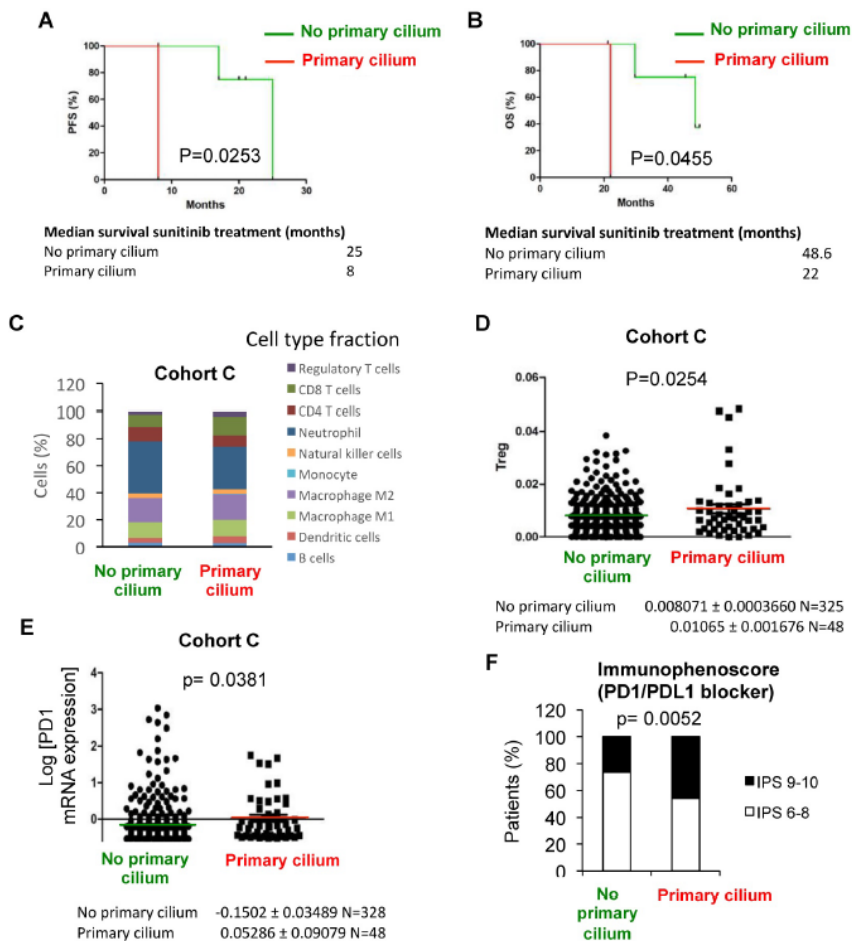 A
No primary cilium
Primary cilium
100
80
60
40
20
0
PFS (%)
P=0.0253
0
10
20
30
Months
Median survival sunitinib treatment (months)
No primary cilium 25
Primary cilium 8
B
No primary cilium
Primary cilium
100
80
60
40
20
0
OS (%)
P=0.0455
0
20
40
60
Months
Median survival sunitinib treatment (months)
No primary cilium 48.6
Primary cilium 22
C
Cell type fraction
Cohort C
120
100
80
60
40
20
0
Cells (%)
No primary
cilium
Primary
cilium
Regulatory T cells
CD8 T cells
CD4 T cells
Neutrophil
Natural killer cells
Monocyte
Macrophage M2
Macrophage M1
Dendritic cells
B cells
D
Cohort C
P=0.0254
0.06
0.04
0.02
0.00
Treg
No primary
cilium
Primary cilium
No primary cilium 0.008071 ± 0.0003660 N=325
Primary cilium 0.01065 ± 0.001676 N=48
E
Cohort C
p= 0.0381
4
3
2
1
0
Log [PD1
mRNA expression]
No primary
cilium
Primary cilium
No primary cilium -0.1502 ± 0.03489 N=328
Primary cilium 0.05286 ± 0.09079 N=48
F
Immunophenoscore
(PD1/PDL1 blocker)
p= 0.0052
120
100
80
60
40
20
0
Patients (%)
IPS 9-10
IPS 6-8
No
primary
cilium
Primary cilium